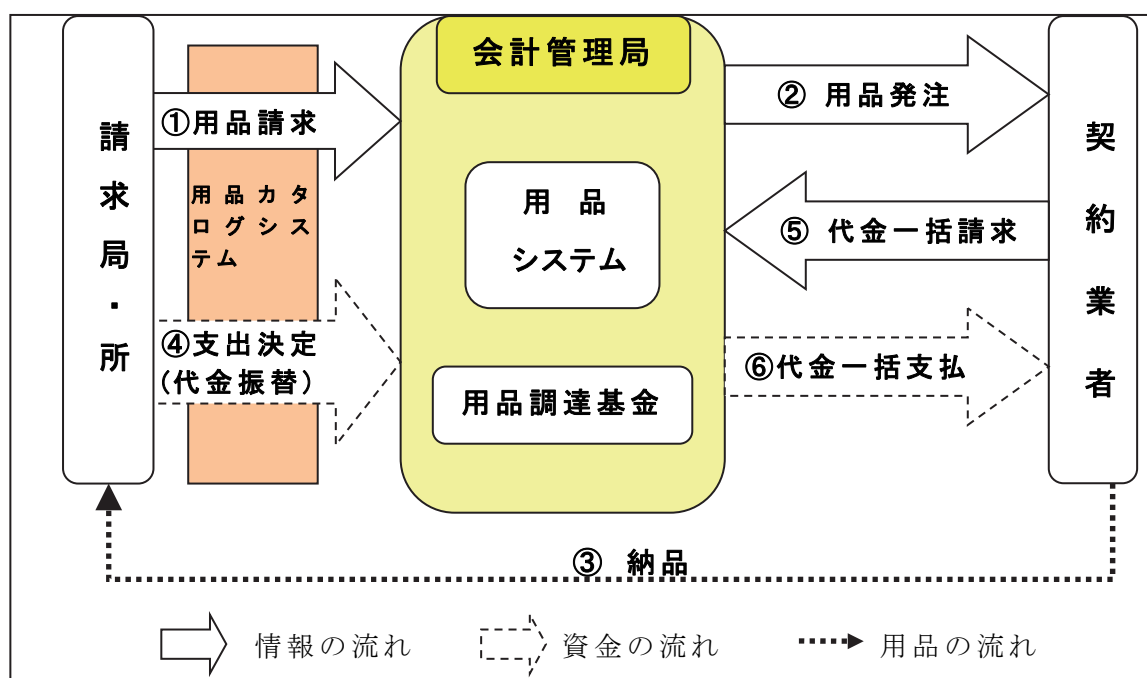 会計管理局
請求局・所
①用品請求
② 用品発注
契約業者
用品カタ
ログシス
テム
用 品
システム
⑤ 代金一括請求
④支出決定
(代金振替)
用品調達基金
⑥代金一括支払
③ 納品
情報の流れ
資金の流れ
用品の流れ